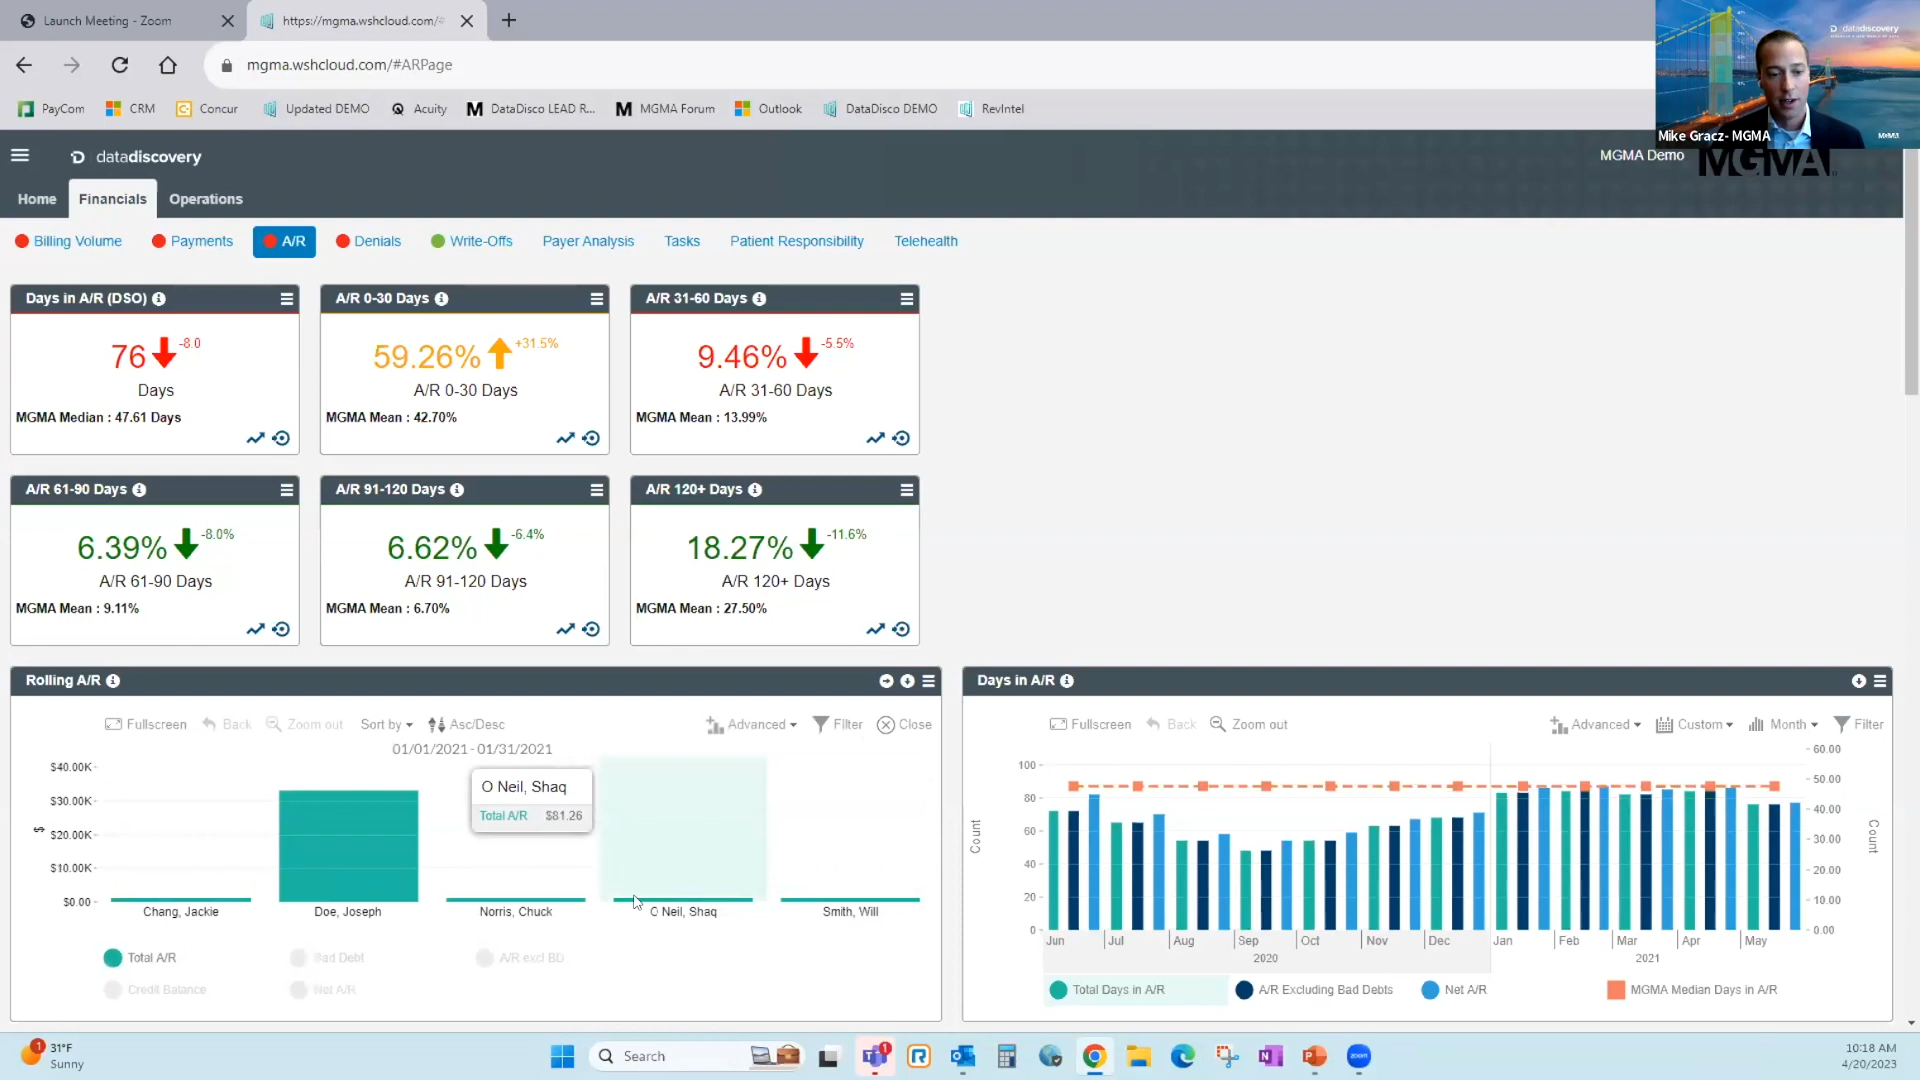 Launch Meeting - Zoom
https://mgma.wshcloud.com/#
mgma.wshcloud.com/#ARPage
PayCom
CRM
Concur
Updated DEMO
Acuity
DataDisco LEAD R...
MGMA Forum
Outlook
DataDisco DEMO
RevIntel
datadiscovery
Mike Gracz- MGMA
MGMA
datadiscovery
MGMA Demo
MGMA
Home
Financials
Operations
Billing Volume
Payments
A/R
Denials
Write-Offs
Payer Analysis
Tasks
Patient Responsibility
Telehealth
Days in A/R (DSO)
76
-8.0
Days
MGMA Median : 47.61 Days
A/R 0-30 Days
59.26%
+31.5%
A/R 0-30 Days
MGMA Mean : 42.70%
A/R 31-60 Days
9.46%
-5.5%
A/R 31-60 Days
MGMA Mean : 13.99%
A/R 61-90 Days
6.39%
-8.0%
A/R 61-90 Days
MGMA Mean : 9.11%
A/R 91-120 Days
6.62%
-6.4%
A/R 91-120 Days
MGMA Mean : 6.70%
A/R 120+ Days
18.27%
-11.6%
A/R 120+ Days
MGMA Mean : 27.50%
Rolling A/R
Fullscreen
Back
Zoom out
Sort by
Asc/Desc
Advanced
Filter
Close
01/01/2021 - 01/31/2021
$
$40.00K
$30.00K
$20.00K
$10.00K
$0.00
O Neil, Shaq
Total A/R $81.26
Chang, Jackie
Doe, Joseph
Norris, Chuck
O Neil, Shaq
Smith, Will
Total A/R
Bad Debt
A/R excl BD
Credit Balance
Net A/R
Days in A/R
Fullscreen
Back
Zoom out
Advanced
Custom
Month
Filter
Count
100
80
60
40
20
0
60.00
50.00
40.00
30.00
20.00
10.00
0.00
Count
Jun
Jul
Aug
Sep
Oct
Nov
Dec
Jan
Feb
Mar
Apr
May
2020
2021
Total Days in A/R
A/R Excluding Bad Debts
Net A/R
MGMA Median Days in A/R
1
31°F
Sunny
Search
1
zoom
10:18 AM
4/20/2023